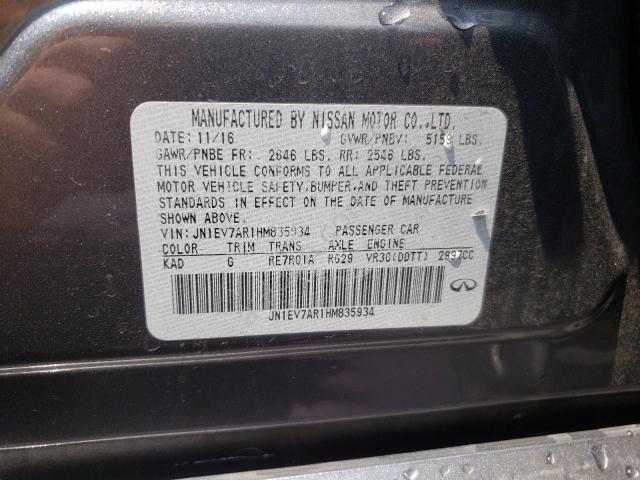 MANUFACTURED BY NISSAN MOTOR CO.,LTD.
DATE: 11/16 GVWR/PNBV: 5159 LBS.
GAWR/PNBE FR: 2646 LBS. RR: 2546 LBS.
THIS VEHICLE CONFORMS TO ALL APPLICABLE FEDERAL
MOTOR VEHICLE SAFETY,BUMPER,AND THEFT PREVENTION
STANDARDS IN EFFECT ON THE DATE OF MANUFACTURE
SHOWN ABOVE.
VIN: JN1EV7AR1HM835934 PASSENGER CAR
COLOR TRIM TRANS AXLE ENGINE
KAD G RE7R01A RG29 VR30(DDTT) 2997CC
JN1EV7AR1HM835934